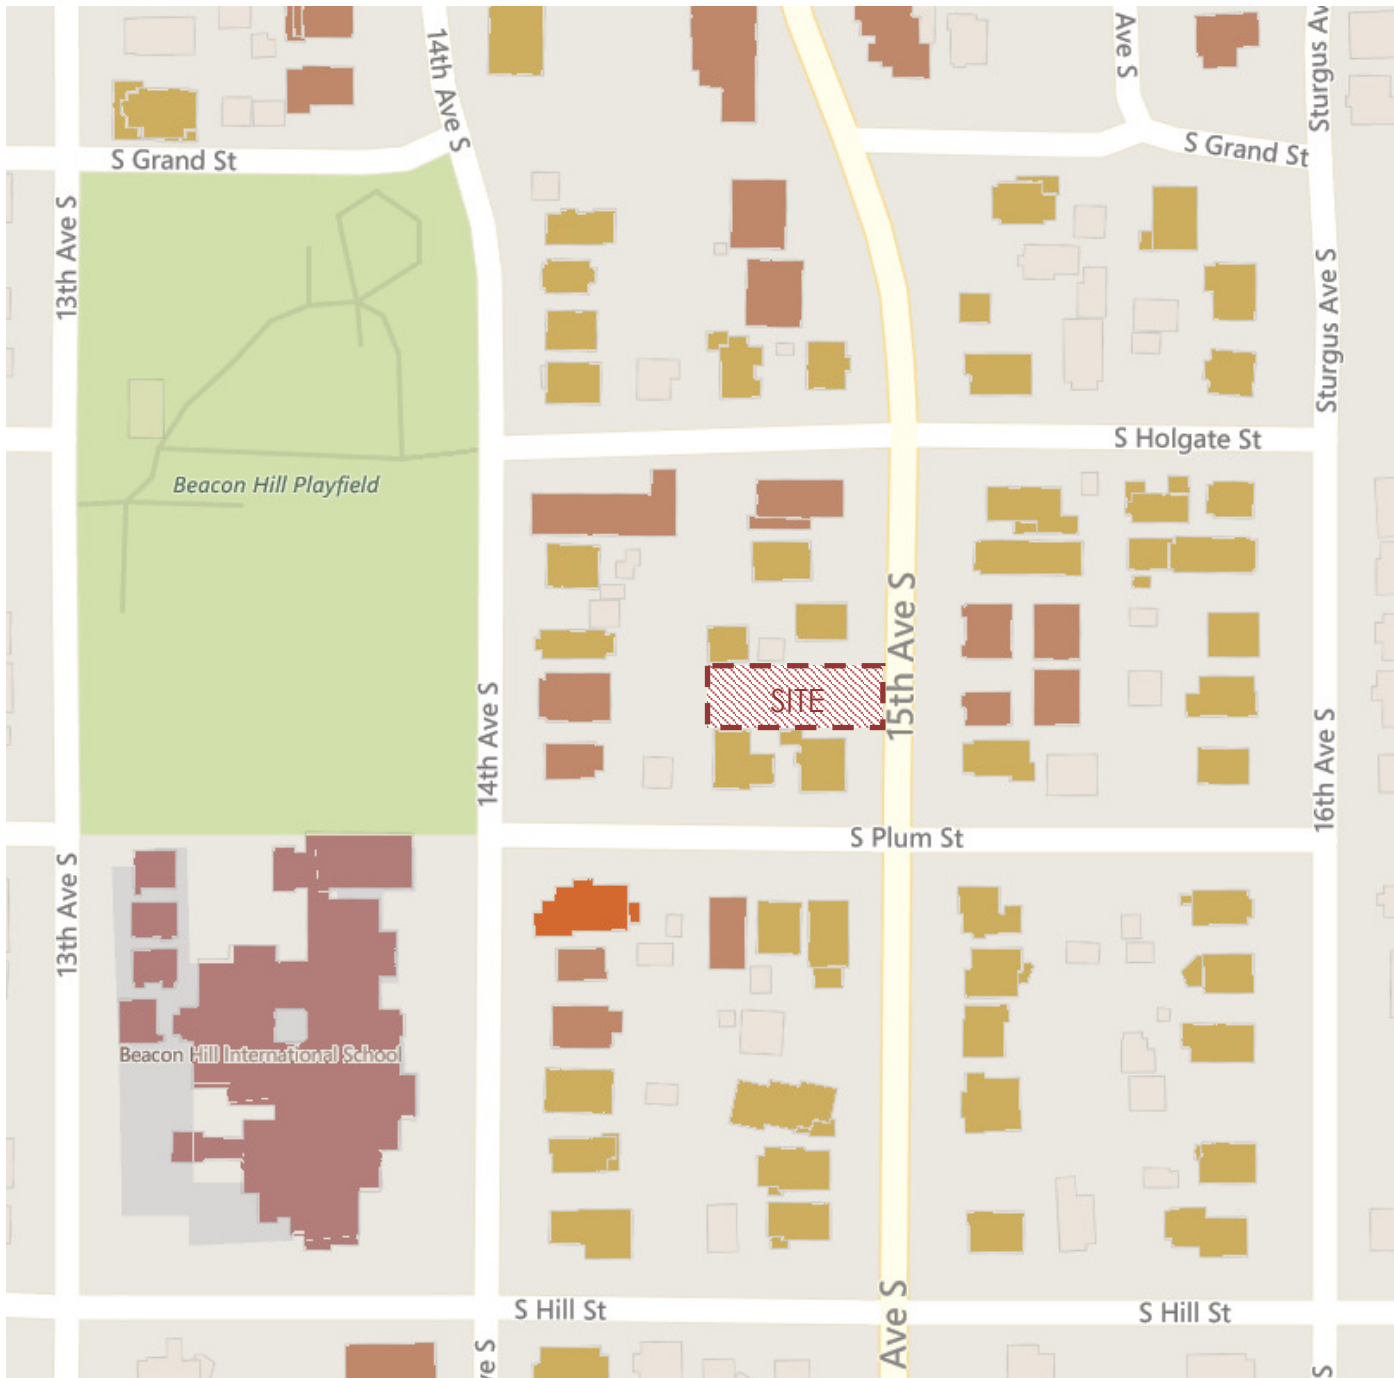 14th Ave S
Ave S
Sturgus Av
S Grand St
S Grand St
13th Ave S
Sturgus Ave S
S Holgate St
Beacon Hill Playfield
15th Ave S
SITE
14th Ave S
16th Ave S
S Plum St
13th Ave S
Beacon Hill International School
S Hill St
Ave S
S Hill St
ve S
S